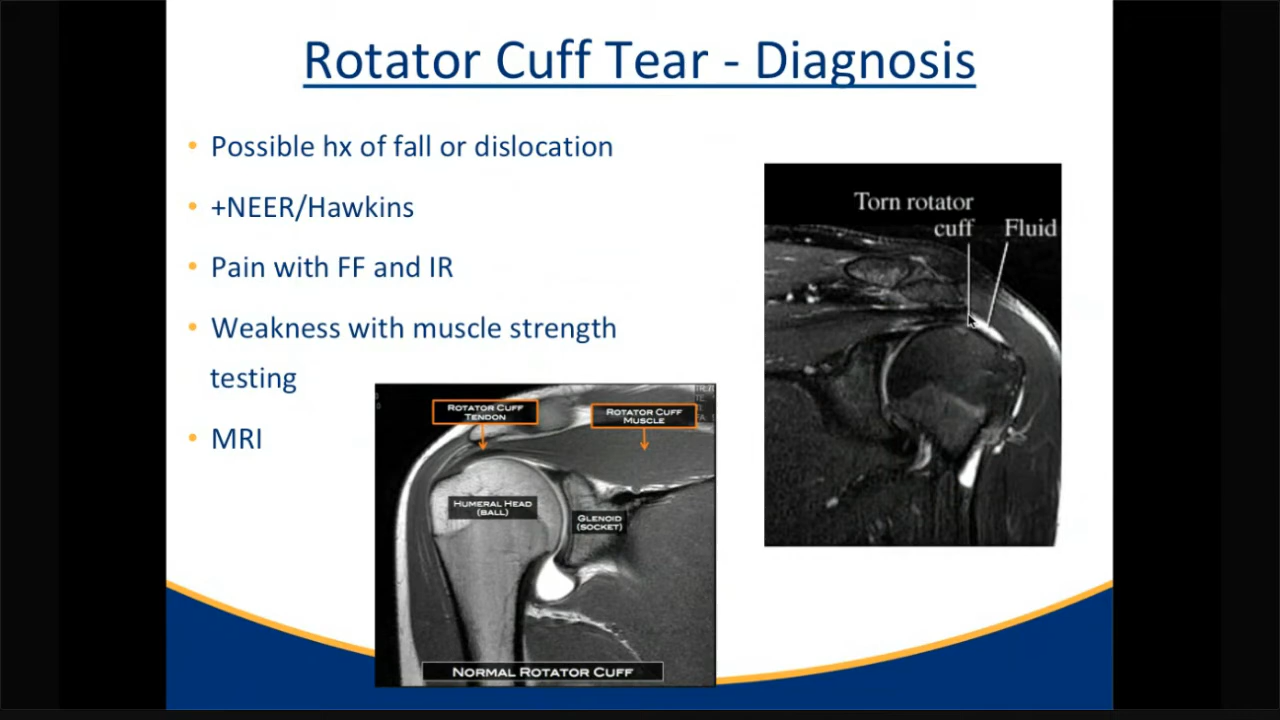 Rotator Cuff Tear - Diagnosis
• Possible hx of fall or dislocation
• +NEER/Hawkins
• Pain with FF and IR
• Weakness with muscle strength
testing
• MRI
Torn rotator
cuff
Fluid
ROTATOR CUFF
TENDON
ROTATOR CUFF
MUSCLE
HUMERAL HEAD
(BALL)
GLENOID
(SOCKET)
NORMAL ROTATOR CUFF